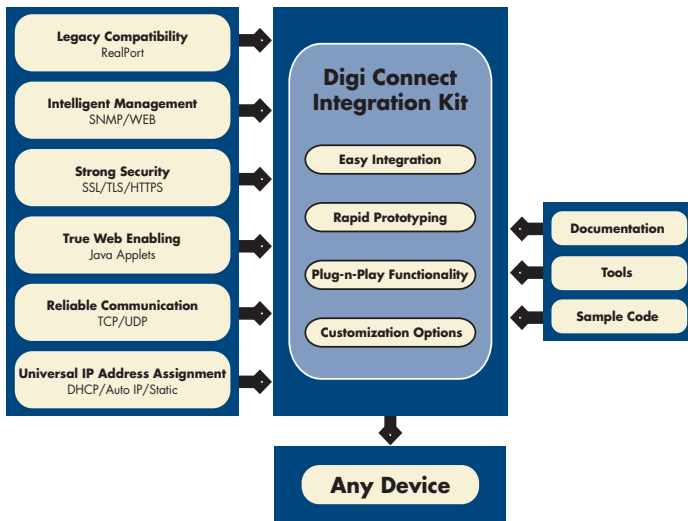 Legacy Compatibility
RealPort
Intelligent Management
SNMP/WEB
Strong Security
SSL/TLS/HTTPS
True Web Enabling
Java Applets
Reliable Communication
TCP/UDP
Universal IP Address Assignment
DHCP/Auto IP/Static
Digi Connect
Integration Kit
Easy Integration
Rapid Prototyping
Plug-n-Play Functionality
Customization Options
Documentation
Tools
Sample Code
Any Device